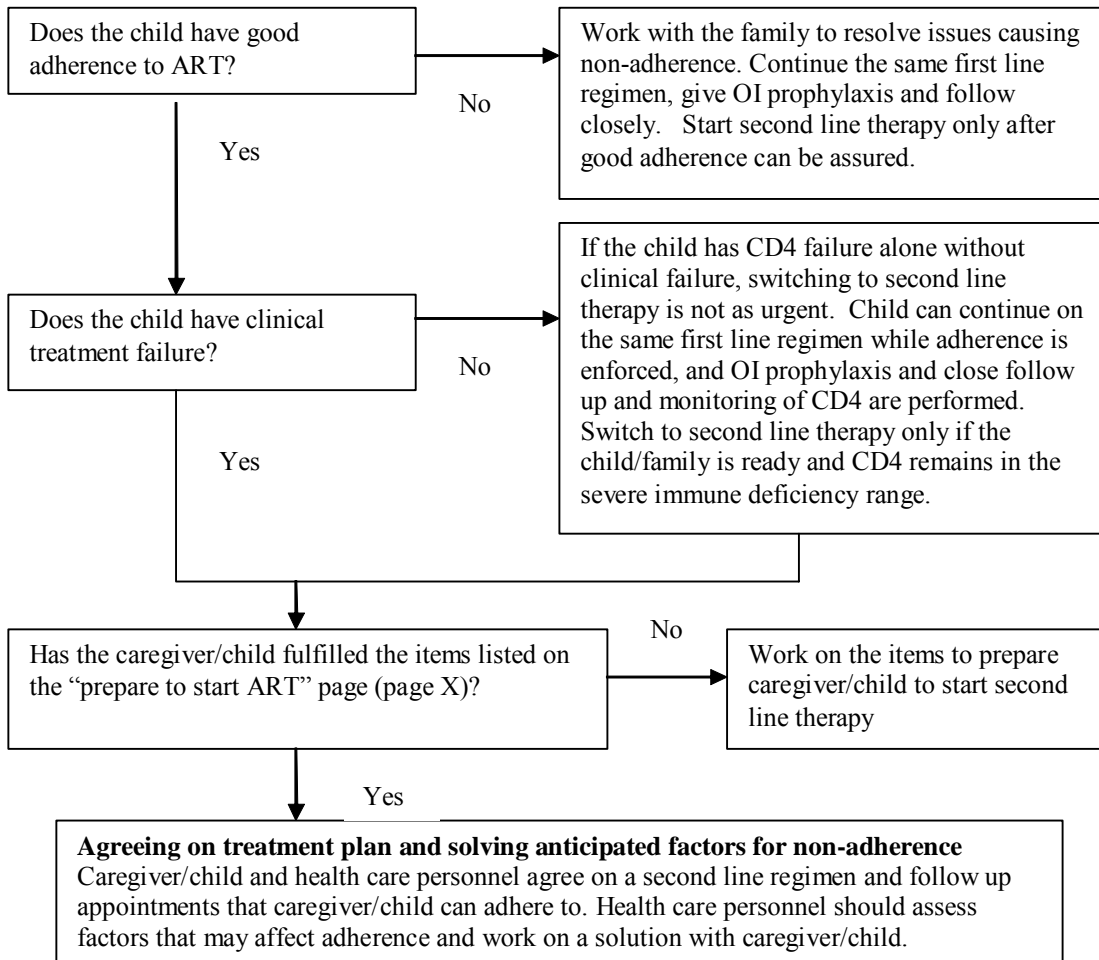 Does the child have good
adherence to ART?
No
Work with the family to resolve issues causing
non-adherence. Continue the same first line
regimen, give OI prophylaxis and follow
closely.   Start second line therapy only after
good adherence can be assured.
Yes
Does the child have clinical
treatment failure?
No
If the child has CD4 failure alone without
clinical failure, switching to second line
therapy is not as urgent.  Child can continue on
the same first line regimen while adherence is
enforced, and OI prophylaxis and close follow
up and monitoring of CD4 are performed.
Switch to second line therapy only if the
child/family is ready and CD4 remains in the
severe immune deficiency range.
Yes
Has the caregiver/child fulfilled the items listed on
the “prepare to start ART” page (page X)?
No
Work on the items to prepare
caregiver/child to start second
line therapy
Yes
Agreeing on treatment plan and solving anticipated factors for non-adherence
Caregiver/child and health care personnel agree on a second line regimen and follow up
appointments that caregiver/child can adhere to. Health care personnel should assess
factors that may affect adherence and work on a solution with caregiver/child.